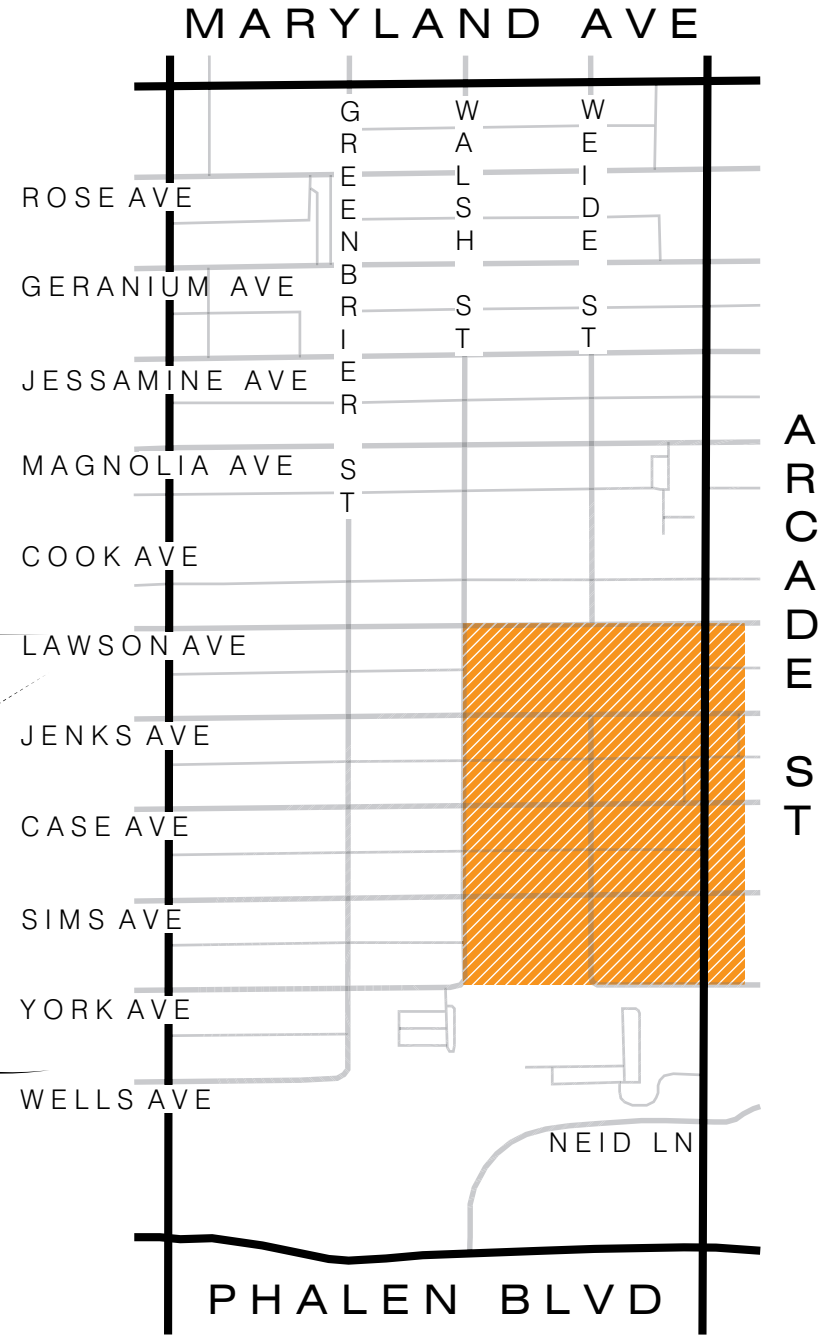 MARYLAND AVE
GREENBRIER ST
WALSH ST
WEIDE ST
ROSE AVE
GERANIUM AVE
JESSAMINE AVE
MAGNOLIA AVE
COOK AVE
LAWSON AVE
JENKS AVE
CASE AVE
SIMS AVE
YORK AVE
WELLS AVE
ARCADE ST
NEID LN
PHALEN BLVD